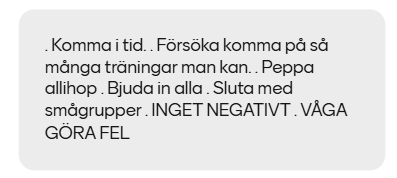 . Komma i tid. . Försöka komma på så
många träningar man kan. . Peppa
allihop . Bjuda in alla . Sluta med
smågrupper . INGET NEGATIVT . VÅGA
GÖRA FEL